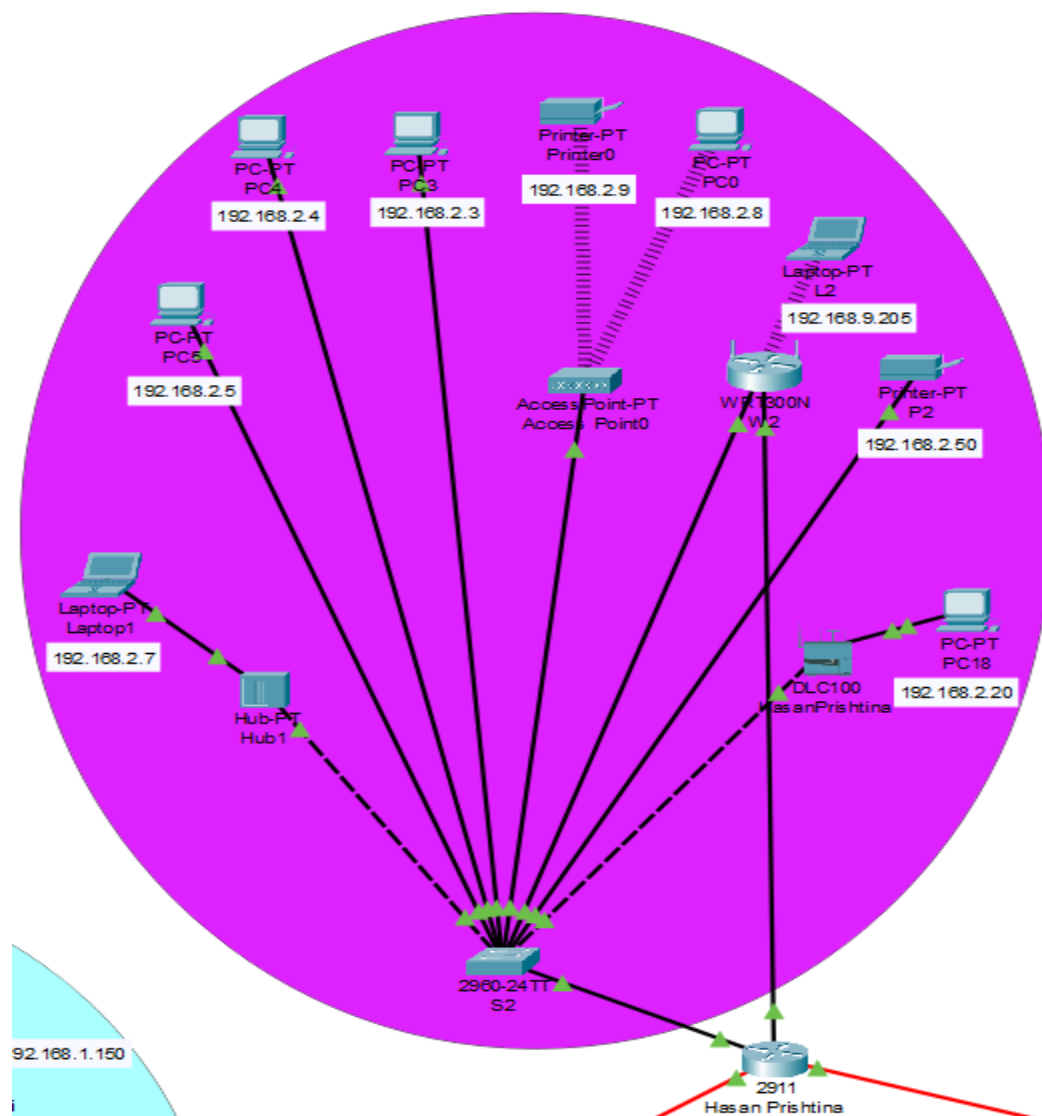 PC-PT
PC4
192.168.2.4
PC-PT
PC3
192.168.2.3
Printer-PT
Printer0
192.168.2.9
PC-PT
PC0
192.168.2.8
Laptop-PT
L2
192.168.9.205
PC-PT
PC5
192.168.2.5
AccessPoint-PT
Access Point0
WRT300N
W2
Printer-PT
P2
192.168.2.50
Laptop-PT
Laptop1
192.168.2.7
Hub-PT
Hub1
DLC100
HasanPrishtina
PC-PT
PC18
192.168.2.20
2960-24TT
S2
92.168.1.150
i
2911
Hasan Prishtina